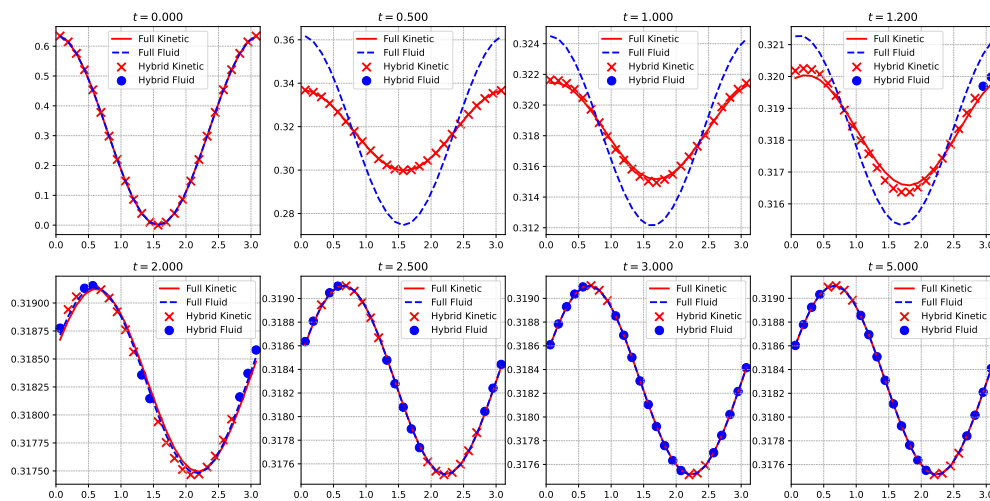 t = 0.000
Full Kinetic
Full Fluid
Hybrid Kinetic
Hybrid Fluid
0.6
0.5
0.4
0.3
0.2
0.1
0.0
0.0 0.5 1.0 1.5 2.0 2.5 3.0
t = 0.500
Full Kinetic
Full Fluid
Hybrid Kinetic
Hybrid Fluid
0.36
0.34
0.32
0.30
0.28
0.0 0.5 1.0 1.5 2.0 2.5 3.0
t = 1.000
Full Kinetic
Full Fluid
Hybrid Kinetic
Hybrid Fluid
0.324
0.322
0.320
0.318
0.316
0.314
0.312
0.0 0.5 1.0 1.5 2.0 2.5 3.0
t = 1.200
Full Kinetic
Full Fluid
Hybrid Kinetic
Hybrid Fluid
0.321
0.320
0.319
0.318
0.317
0.316
0.0 0.5 1.0 1.5 2.0 2.5 3.0
t = 2.000
Full Kinetic
Full Fluid
Hybrid Kinetic
Hybrid Fluid
0.31900
0.31875
0.31850
0.31825
0.31800
0.31775
0.31750
0.0 0.5 1.0 1.5 2.0 2.5 3.0
t = 2.500
Full Kinetic
Full Fluid
Hybrid Kinetic
Hybrid Fluid
0.3190
0.3188
0.3186
0.3184
0.3182
0.3180
0.3178
0.3176
0.0 0.5 1.0 1.5 2.0 2.5 3.0
t = 3.000
Full Kinetic
Full Fluid
Hybrid Kinetic
Hybrid Fluid
0.3190
0.3188
0.3186
0.3184
0.3182
0.3180
0.3178
0.3176
0.0 0.5 1.0 1.5 2.0 2.5 3.0
t = 5.000
Full Kinetic
Full Fluid
Hybrid Kinetic
Hybrid Fluid
0.3190
0.3188
0.3186
0.3184
0.3182
0.3180
0.3178
0.3176
0.0 0.5 1.0 1.5 2.0 2.5 3.0